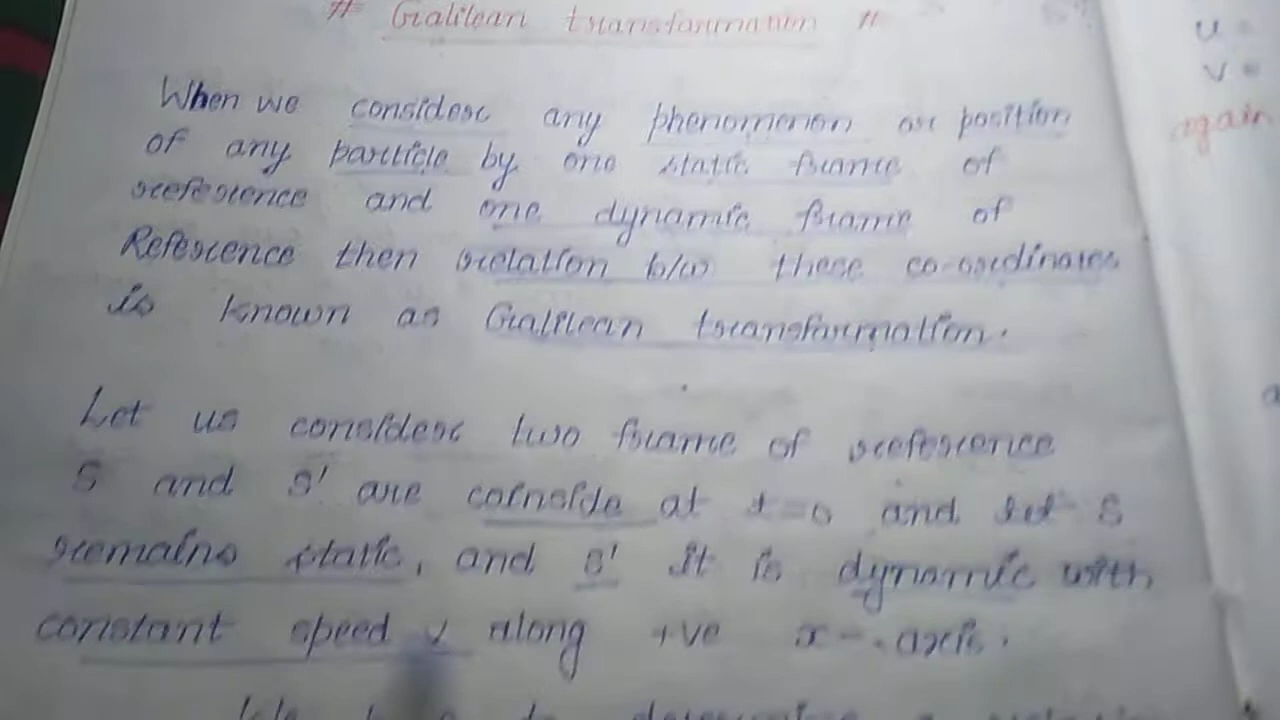 # Galilean transformation #
When we consider any phenomenon or position
of any particle by one static frame of
reference and one dynamic frame of
Reference then relation b/w these co-ordinates
is known as Galilean transformation.
Let us consider two frame of reference
S and S' are coinside at t=0 and let S
remains static, and S' it is dynamic with
constant speed v along +ve x-axis.
u =
v =
again